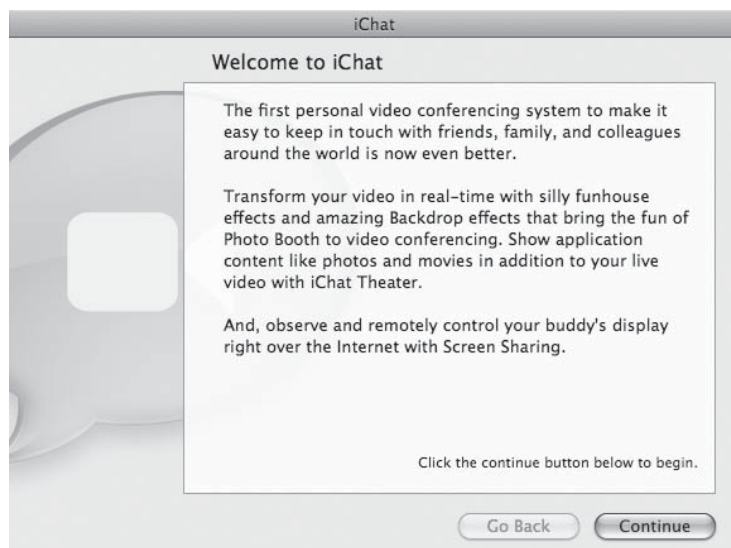 iChat
Welcome to iChat
The first personal video conferencing system to make it
easy to keep in touch with friends, family, and colleagues
around the world is now even better.
Transform your video in real-time with silly funhouse
effects and amazing Backdrop effects that bring the fun of
Photo Booth to video conferencing. Show application
content like photos and movies in addition to your live
video with iChat Theater.
And, observe and remotely control your buddy's display
right over the Internet with Screen Sharing.
Click the continue button below to begin.
Go Back
Continue